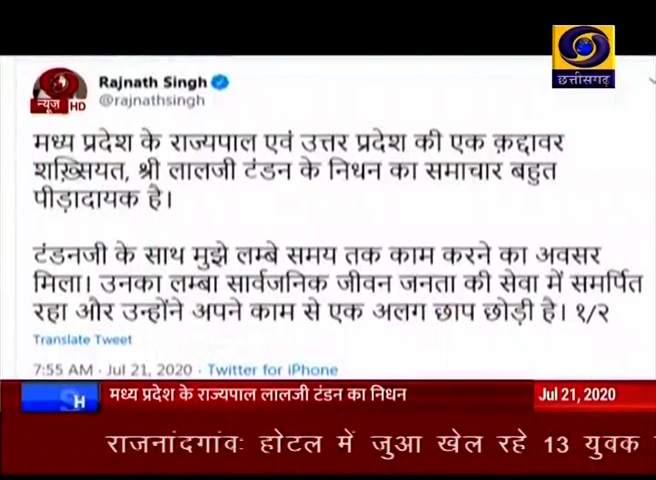 छत्तीसगढ़
Rajnath Singh
न्यूज़ HD
@rajnathsingh
मध्य प्रदेश के राज्यपाल एवं उत्तर प्रदेश की एक क़द्दावर
शख़्सियत, श्री लालजी टंडन के निधन का समाचार बहुत
पीड़ादायक है।
टंडनजी के साथ मुझे लम्बे समय तक काम करने का अवसर
मिला। उनका लम्बा सार्वजनिक जीवन जनता की सेवा में समर्पित
रहा और उन्होंने अपने काम से एक अलग छाप छोड़ी है। १/२
Translate Tweet
7:55 AM · Jul 21, 2020 · Twitter for iPhone
SH मध्य प्रदेश के राज्यपाल लालजी टंडन का निधन Jul 21, 2020
राजनांदगांव: होटल में जुआ खेल रहे 13 युवक